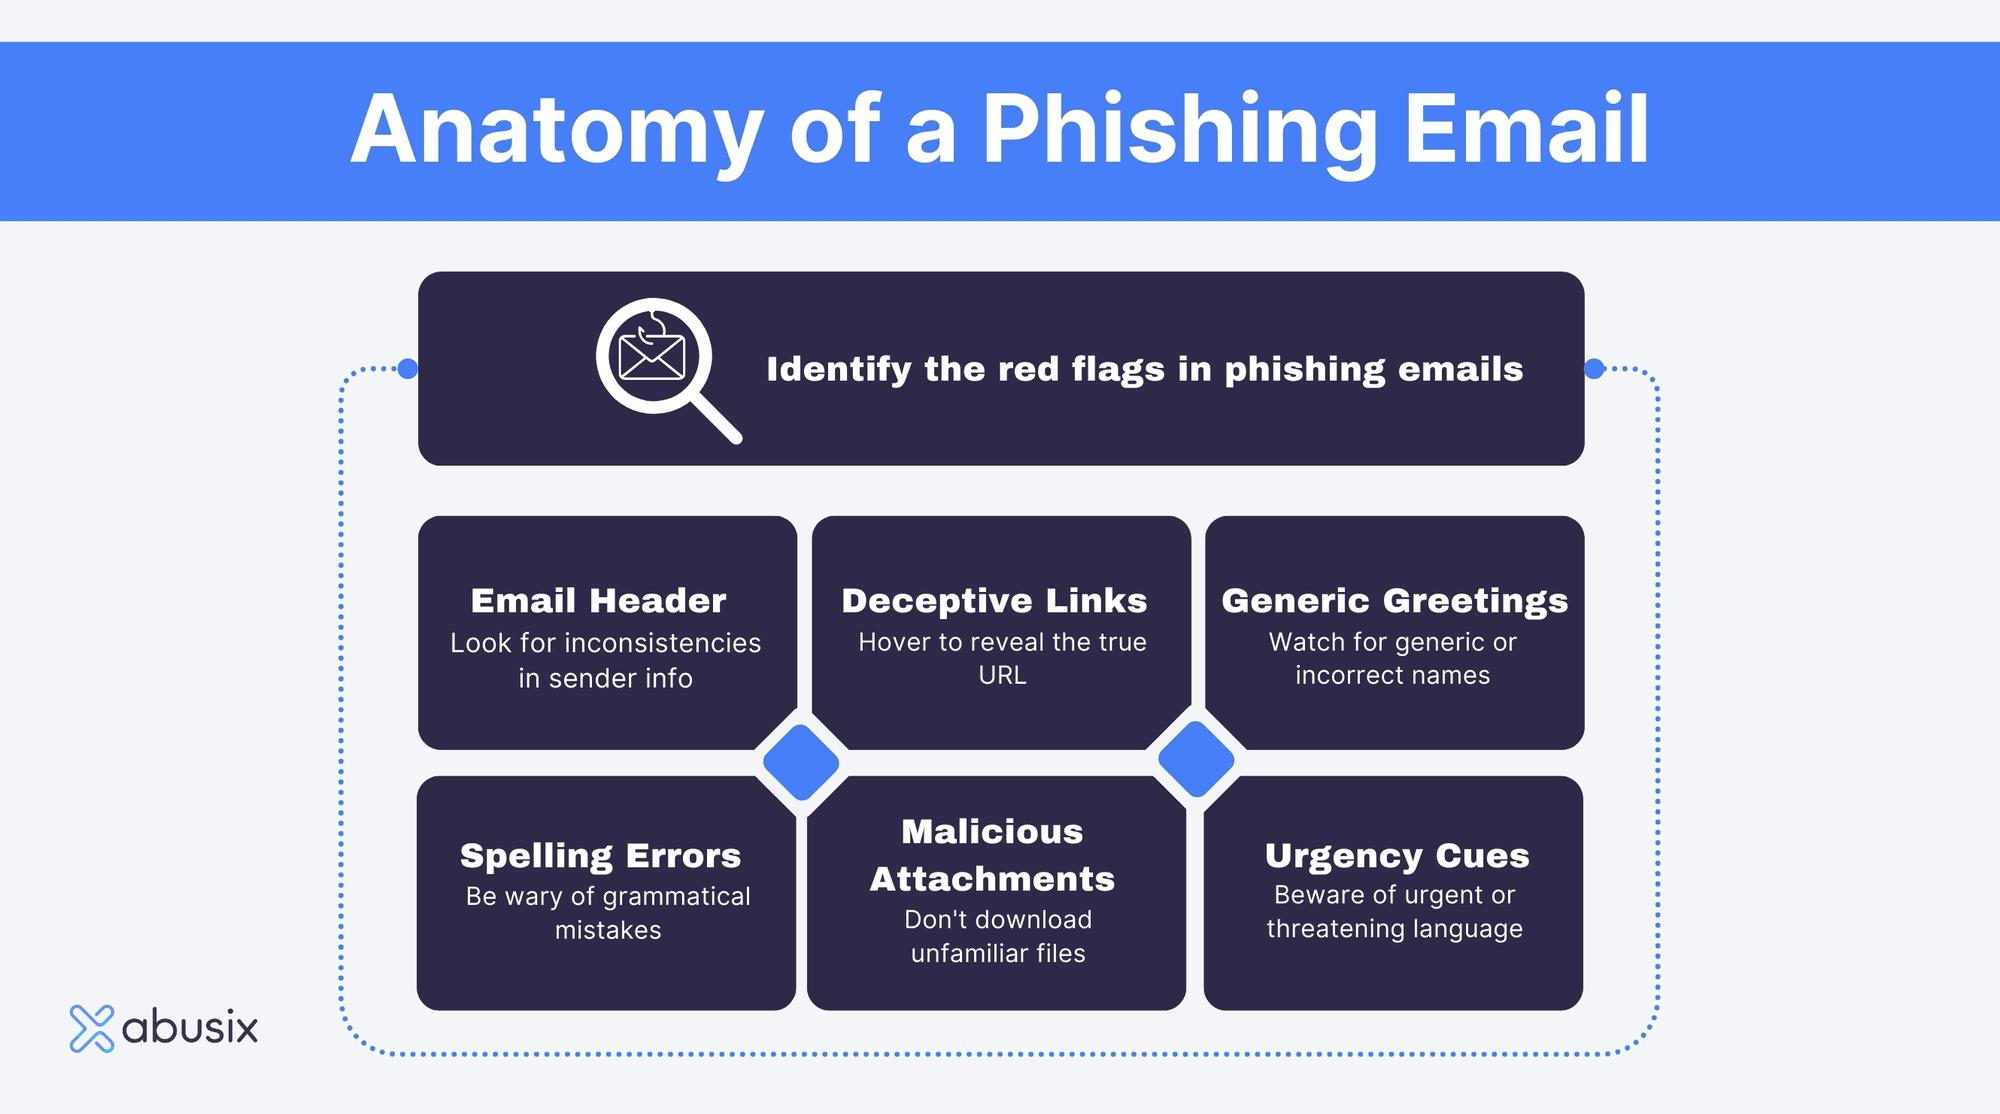 Anatomy of a Phishing Email
Identify the red flags in phishing emails
Email Header
Look for inconsistencies
in sender info
Deceptive Links
Hover to reveal the true
URL
Generic Greetings
Watch for generic or
incorrect names
Spelling Errors
Be wary of grammatical
mistakes
Malicious
Attachments
Don't download
unfamiliar files
Urgency Cues
Beware of urgent or
threatening language
abusix